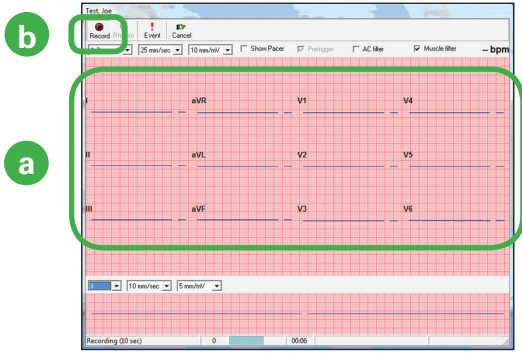 Test, Joe
b
Record Rhythm Event Cancel
25 mm/sec 10 mm/mV Show Pacer Pretrigger AC filter Muscle filter -- bpm
a
I aVR V1 V4
II aVL V2 V5
III aVF V3 V6
10 mm/sec 5 mm/mV
Recording (10 sec) 0 00:06